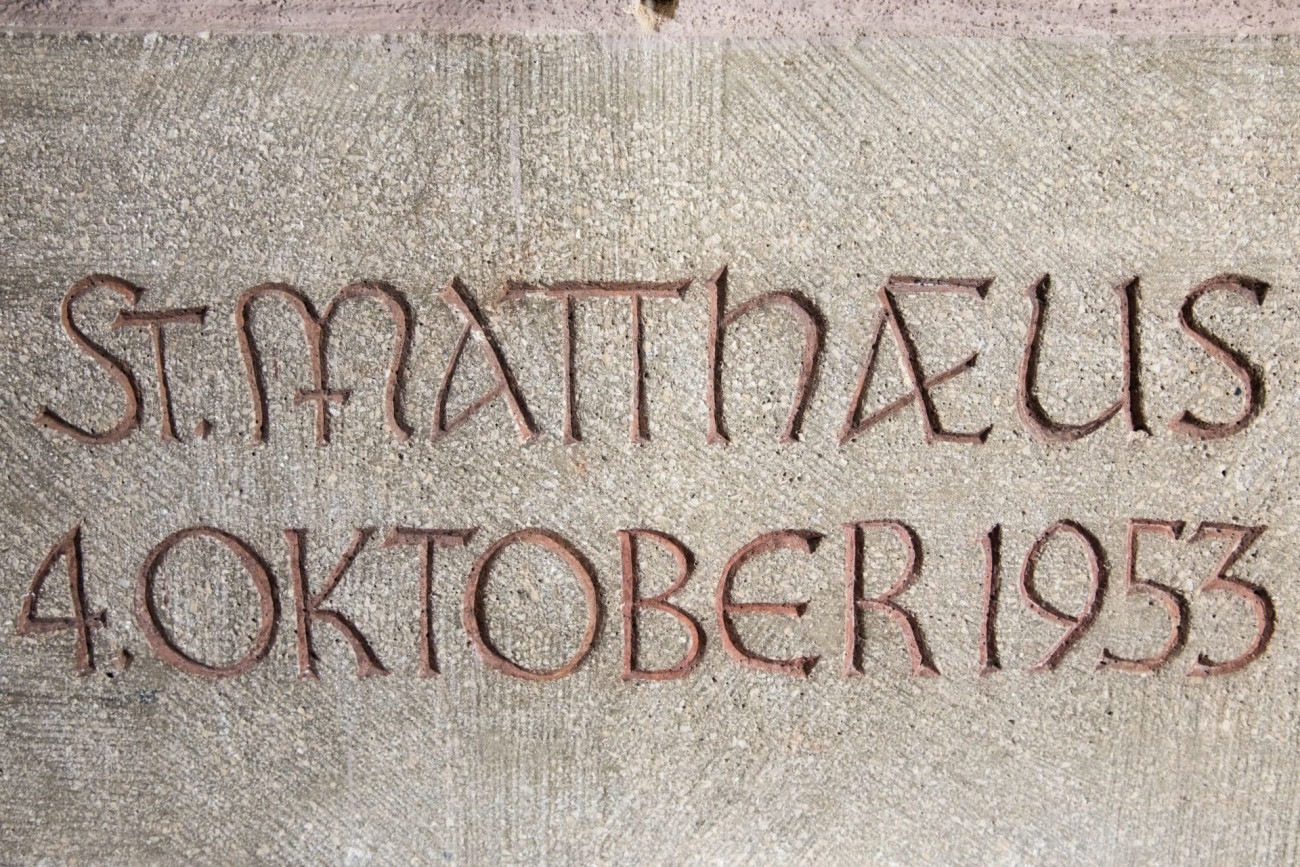 ST. MATTHÆUS
4. OKTOBER 1953